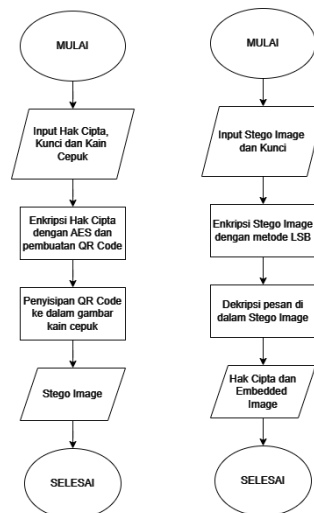 MULAI
Input Hak Cipta,
Kunci dan Kain
Cepuk
Enkripsi Hak Cipta
dengan AES dan
pembuatan QR Code
Penyisipan QR Code
ke dalam gambar
kain cepuk
Stego Image
SELESAI
MULAI
Input Stego Image
dan Kunci
Enkripsi Stego Image
dengan metode LSB
Dekripsi pesan di
dalam Stego Image
Hak Cipta dan
Embedded
Image
SELESAI